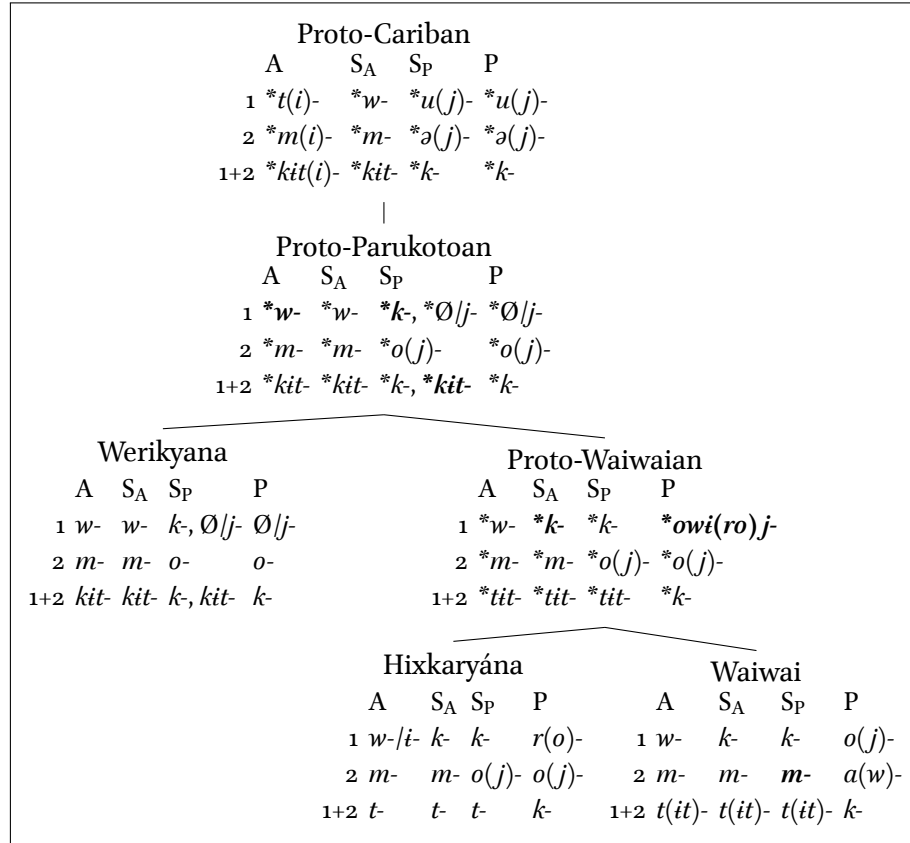 Proto-Cariban
A S_A S_P P
1 *t(i)- *w- *u(j)- *u(j)-
2 *m(i)- *m- *ə(j)- *ə(j)-
1+2 *kɨt(i)- *kɨt- *k- *k-
Proto-Parukotoan
A S_A S_P P
1 *w- *w- *k-, *Ø/j- *Ø/j-
2 *m- *m- *o(j)- *o(j)-
1+2 *kɨt- *kɨt- *k-, *kɨt- *k-
Werikyana
A S_A S_P P
1 w- w- k-, Ø/j- Ø/j-
2 m- m- o- o-
1+2 kɨt- kɨt- k-, kɨt- k-
Proto-Waiwaian
A S_A S_P P
1 *w- *k- *k- *owɨ(ro)j-
2 *m- *m- *o(j)- *o(j)-
1+2 *tɨt- *tɨt- *tɨt- *k-
Hixkaryána
A S_A S_P P
1 w-/ɨ- k- k- r(o)-
2 m- m- o(j)- o(j)-
1+2 t- t- t- k-
Waiwai
A S_A S_P P
1 w- k- k- o(j)-
2 m- m- m- a(w)-
1+2 t(ɨt)- t(ɨt)- t(ɨt)- k-